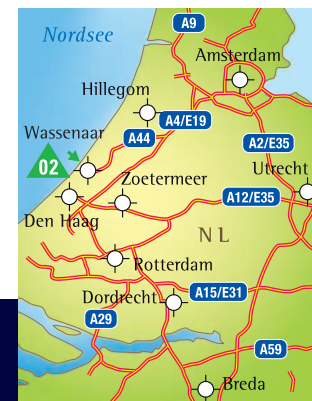 A9
Nordsee
Amsterdam
Hillegom
A4/E19
Wassenaar
A44
A2/E35
02
Zoetermeer
Utrecht
A12/E35
Den Haag
NL
Rotterdam
Dordrecht
A15/E31
A29
A59
Breda